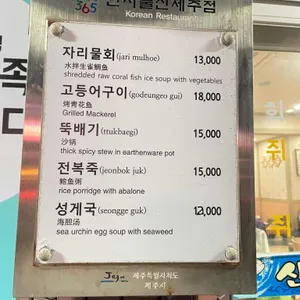 365
Korean Restaurant
자리물회(jari mulhoe) 13,000
水拌生雀鲷鱼
shredded raw coral fish ice soup with vegetables
고등어구이(godeungeo gui) 18,000
烤青花鱼
Grilled Mackerel
뚝배기(ttukbaegi) 15,000
沙锅
thick spicy stew in earthenware pot
전복죽(jeonbok juk) 15,000
鲍鱼粥
rice porridge with abalone
성게국(seongge guk) 12,000
海胆汤
sea urchin egg soup with seaweed
Jeju 제주특별자치도
제주시